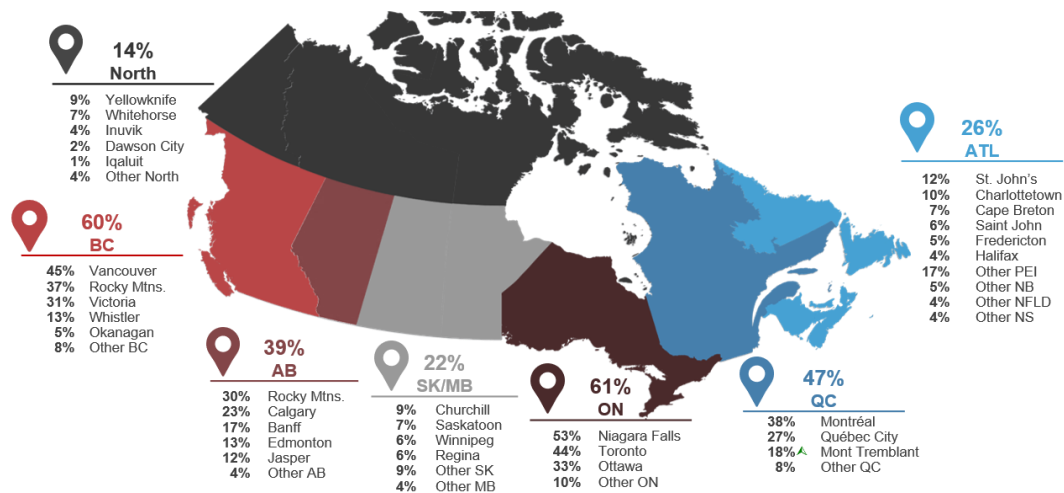 14%
North
9% Yellowknife
7% Whitehorse
4% Inuvik
2% Dawson City
1% Iqaluit
4% Other North
60%
BC
45% Vancouver
37% Rocky Mtns.
31% Victoria
13% Whistler
5% Okanagan
8% Other BC
39%
AB
30% Rocky Mtns.
23% Calgary
17% Banff
13% Edmonton
12% Jasper
4% Other AB
22%
SK/MB
9% Churchill
7% Saskatoon
6% Winnipeg
6% Regina
9% Other SK
4% Other MB
61%
ON
53% Niagara Falls
44% Toronto
33% Ottawa
10% Other ON
47%
QC
38% Montréal
27% Québec City
18% Mont Tremblant
8% Other QC
26%
ATL
12% St. John's
10% Charlottetown
7% Cape Breton
6% Saint John
5% Fredericton
4% Halifax
17% Other PEI
5% Other NB
4% Other NFLD
4% Other NS